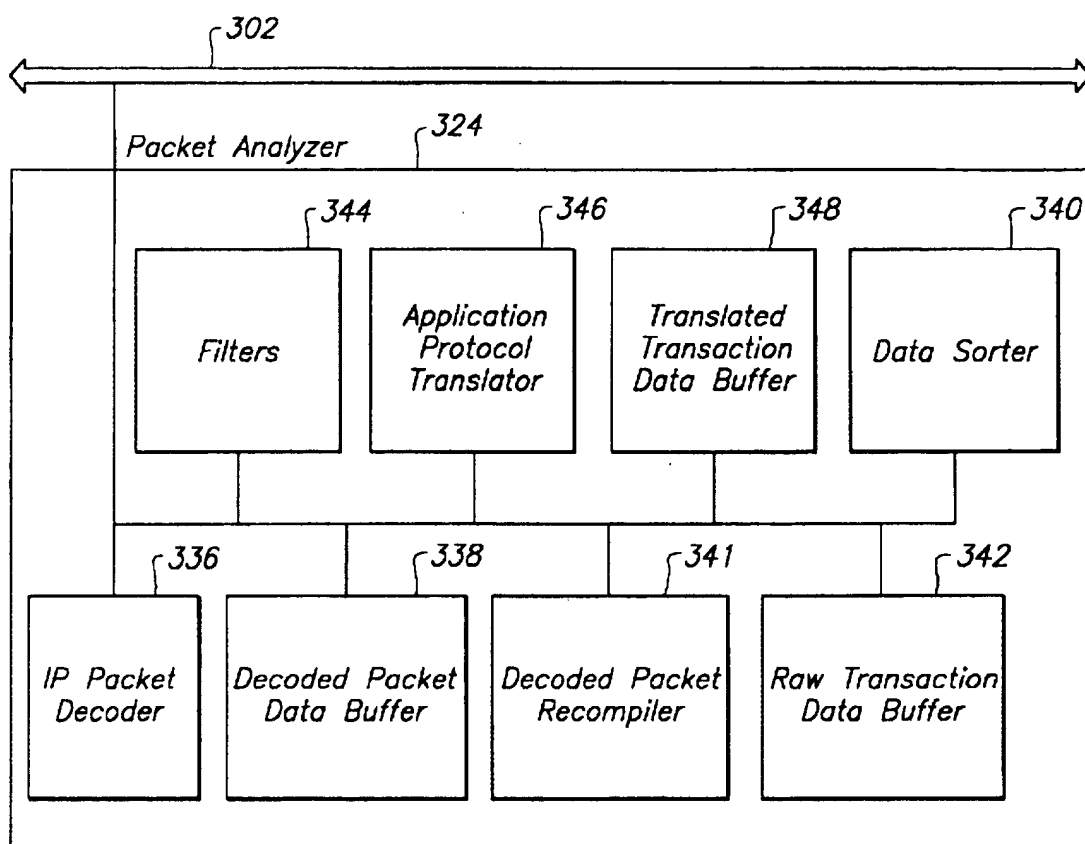 302
Packet Analyzer
324
344
346
348
340
Filters
Application
Protocol
Translator
Translated
Transaction
Data Buffer
Data Sorter
336
338
341
342
IP Packet
Decoder
Decoded Packet
Data Buffer
Decoded Packet
Recompiler
Raw Transaction
Data Buffer